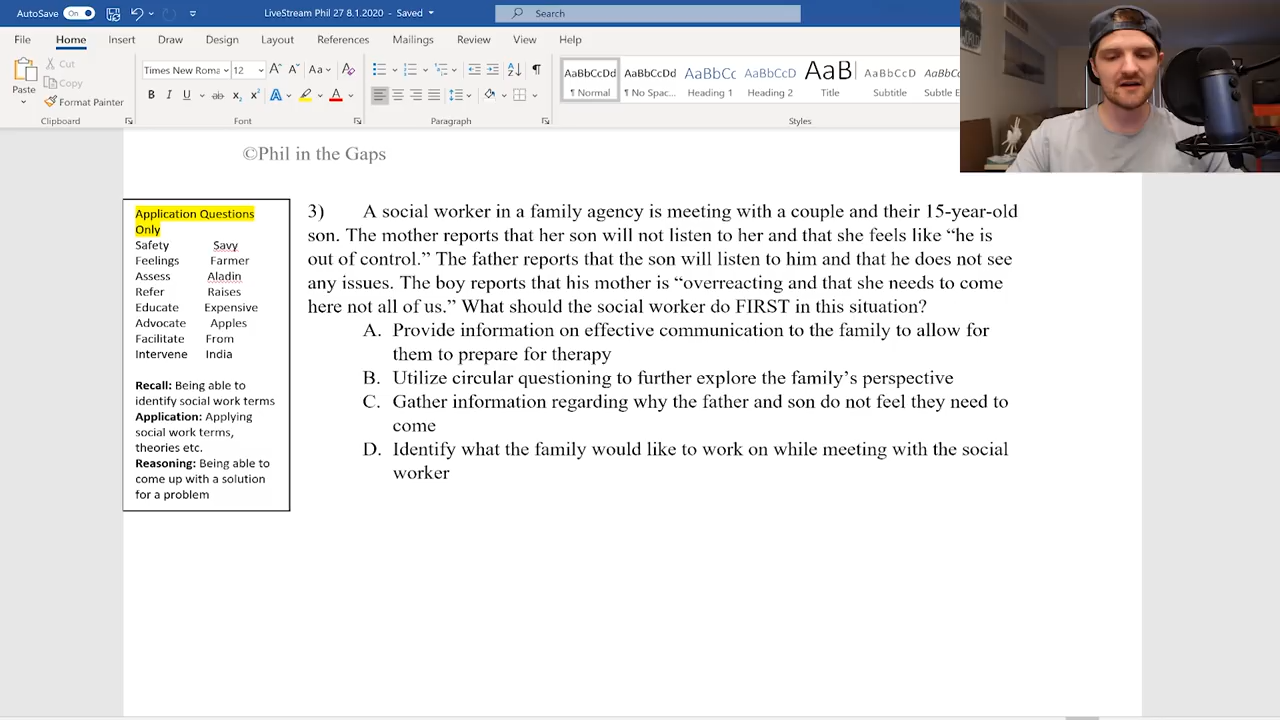 AutoSave On LiveStream Phil 27 8.1.2020 - Saved Search
File Home Insert Draw Design Layout References Mailings Review View Help
Cut
Copy
Format Painter
Paste
Times New Roma 12
AaBbCcDd AaBbCcDd AaBbCc AaBbCcD AaB AaBbCcD AaBbCc
¶ Normal ¶ No Spac... Heading 1 Heading 2 Title Subtitle Subtle E
Clipboard Font Paragraph Styles
©Phil in the Gaps
Application Questions
Only
Safety Savy
Feelings Farmer
Assess Aladin
Refer Raises
Educate Expensive
Advocate Apples
Facilitate From
Intervene India
Recall: Being able to
identify social work terms
Application: Applying
social work terms,
theories etc.
Reasoning: Being able to
come up with a solution
for a problem
3) A social worker in a family agency is meeting with a couple and their 15-year-old
son. The mother reports that her son will not listen to her and that she feels like “he is
out of control.” The father reports that the son will listen to him and that he does not see
any issues. The boy reports that his mother is “overreacting and that she needs to come
here not all of us.” What should the social worker do FIRST in this situation?
A. Provide information on effective communication to the family to allow for
them to prepare for therapy
B. Utilize circular questioning to further explore the family’s perspective
C. Gather information regarding why the father and son do not feel they need to
come
D. Identify what the family would like to work on while meeting with the social
worker